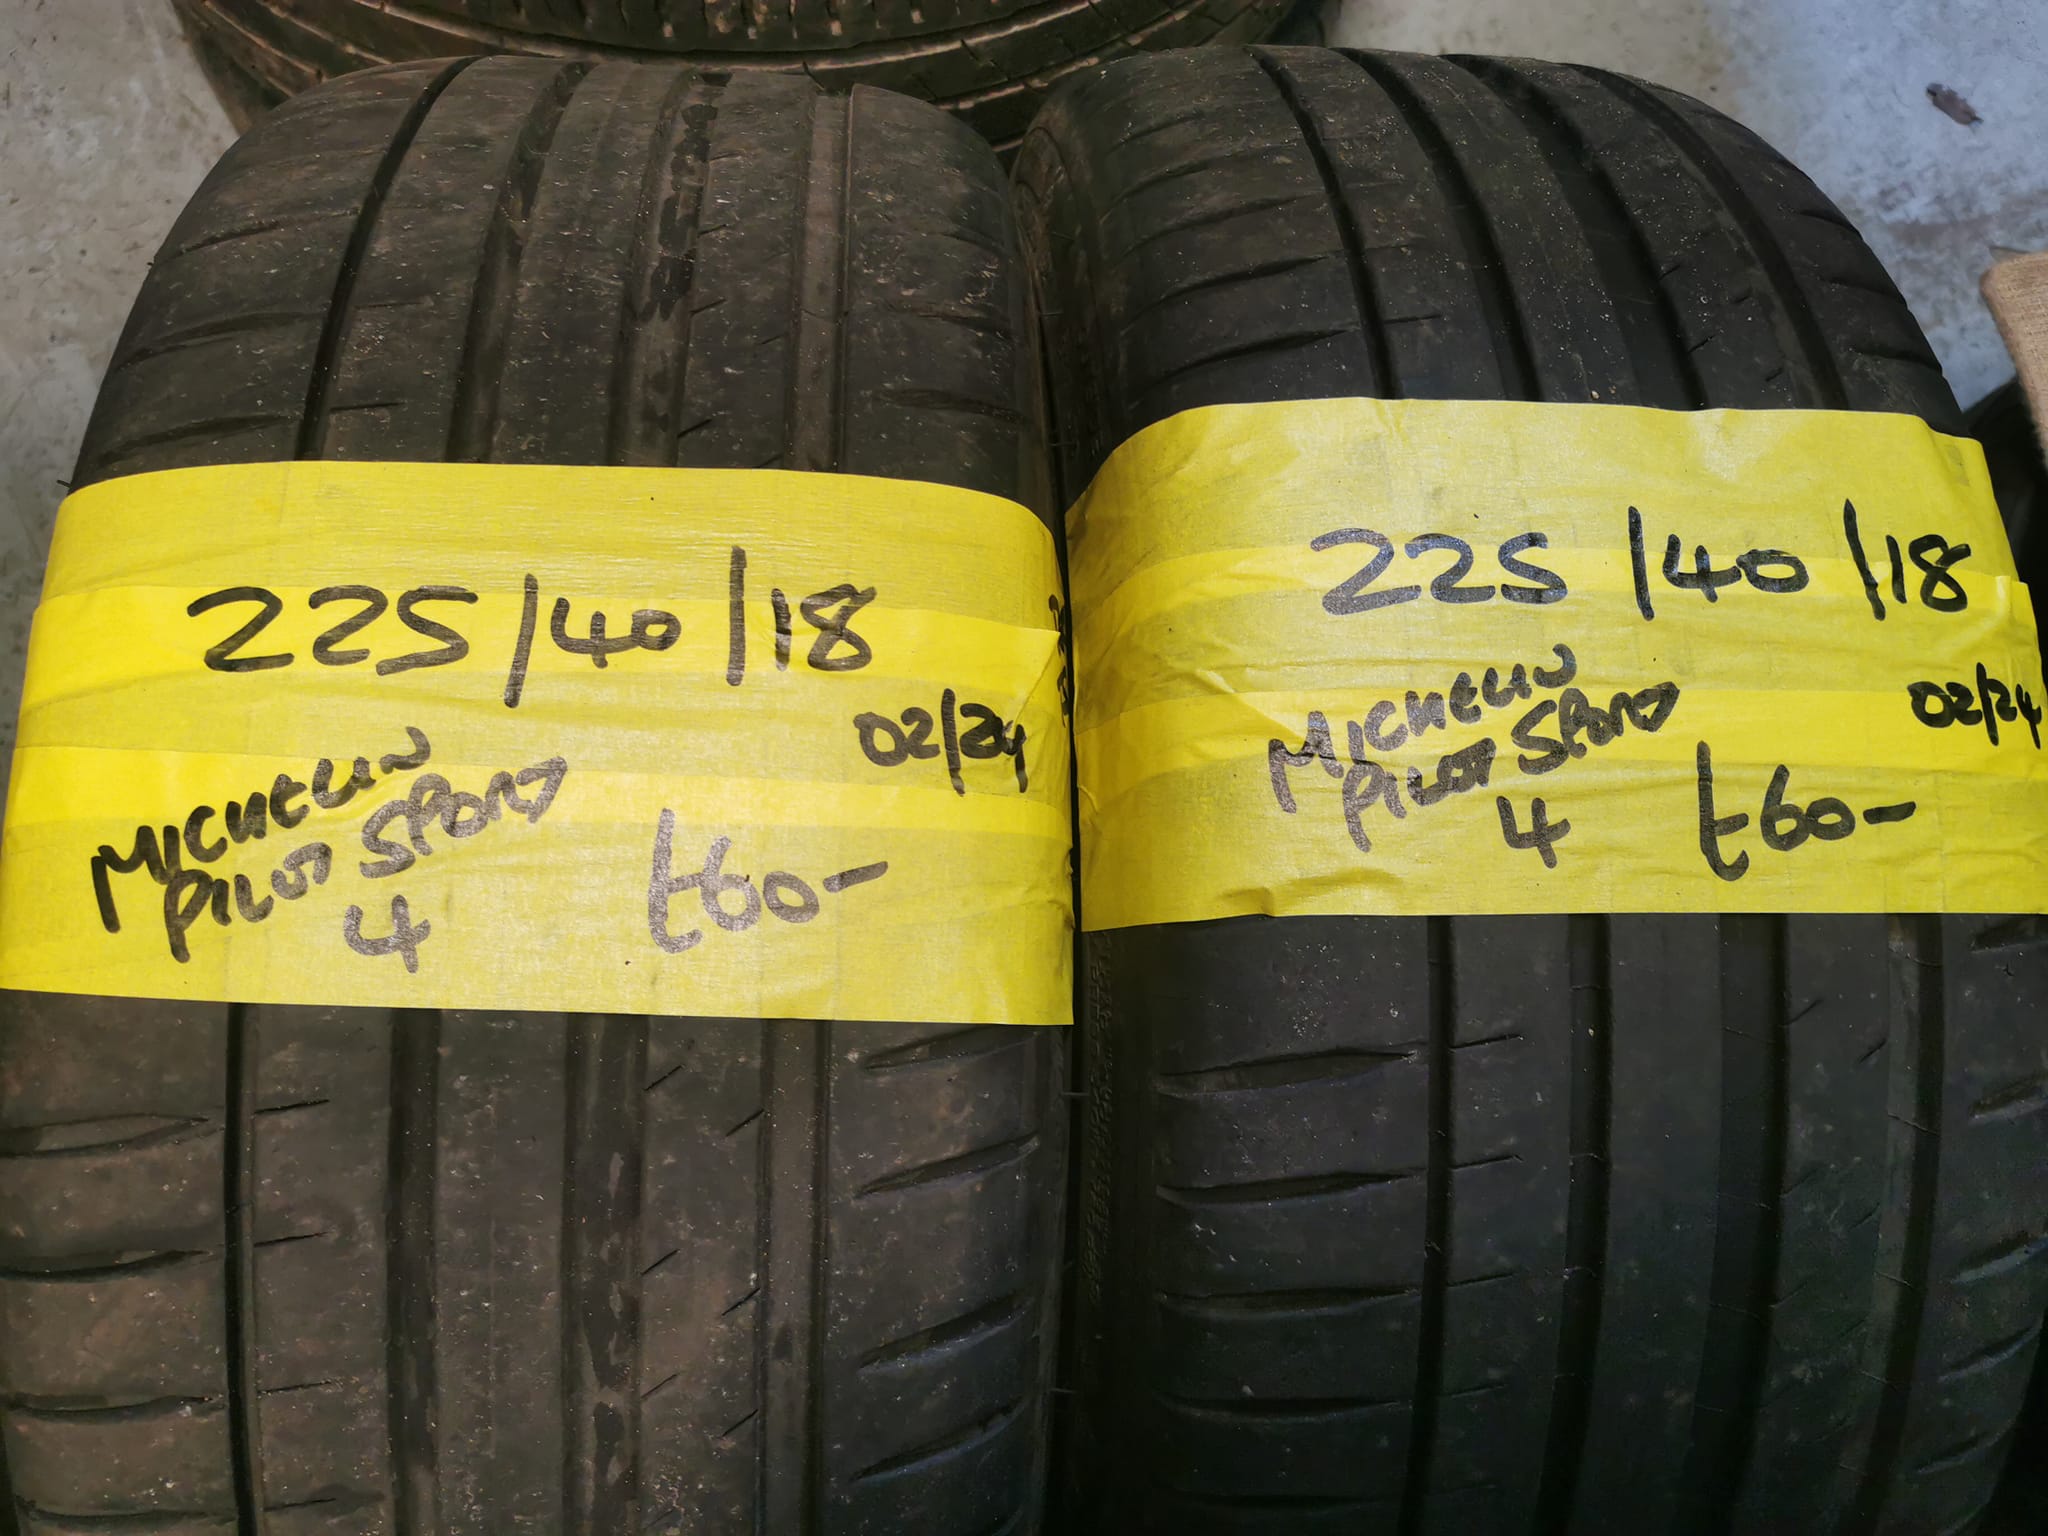 225/40/18
02/24
MICHELIN
PILOT SPORT
4
£60-
225/40/18
02/24
MICHELIN
PILOT SPORT
4
£60-